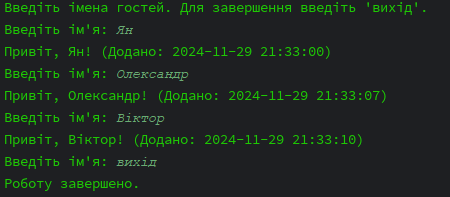 Введіть імена гостей. Для завершення введіть 'вихід'.
Введіть ім'я: Ян
Привіт, Ян! (Додано: 2024-11-29 21:33:00)
Введіть ім'я: Олександр
Привіт, Олександр! (Додано: 2024-11-29 21:33:07)
Введіть ім'я: Віктор
Привіт, Віктор! (Додано: 2024-11-29 21:33:10)
Введіть ім'я: вихід
Роботу завершено.